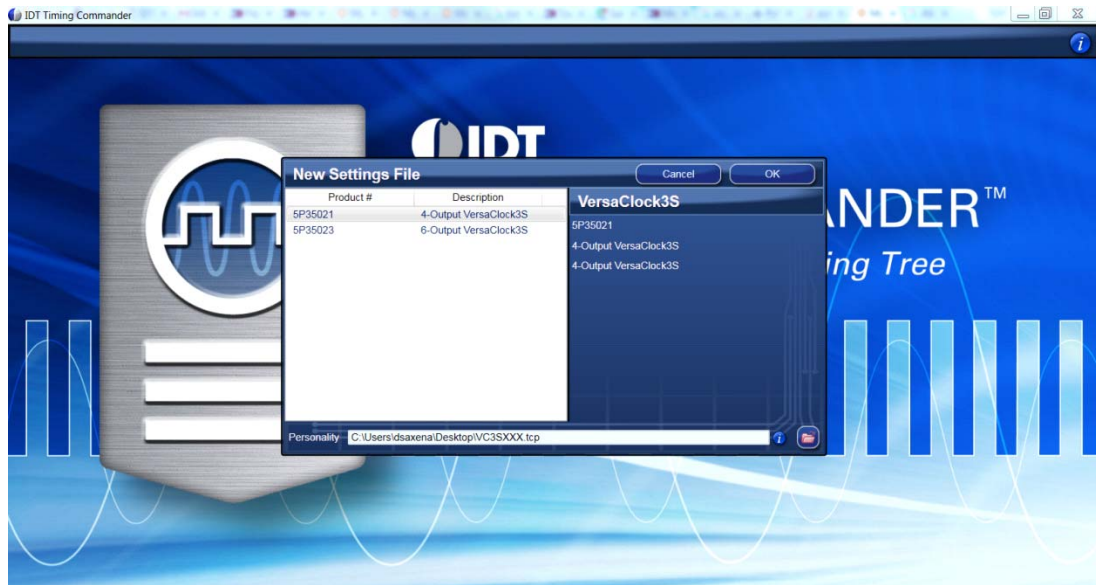 IDT Timing Commander
i
IDT
NDER™
ing Tree
New Settings File
Cancel
OK
Product #
Description
5P35021
4-Output VersaClock3S
5P35023
6-Output VersaClock3S
VersaClock3S
5P35021
4-Output VersaClock3S
4-Output VersaClock3S
Personality
C:\Users\dsaxena\Desktop\VC3SXXX.tcp
i